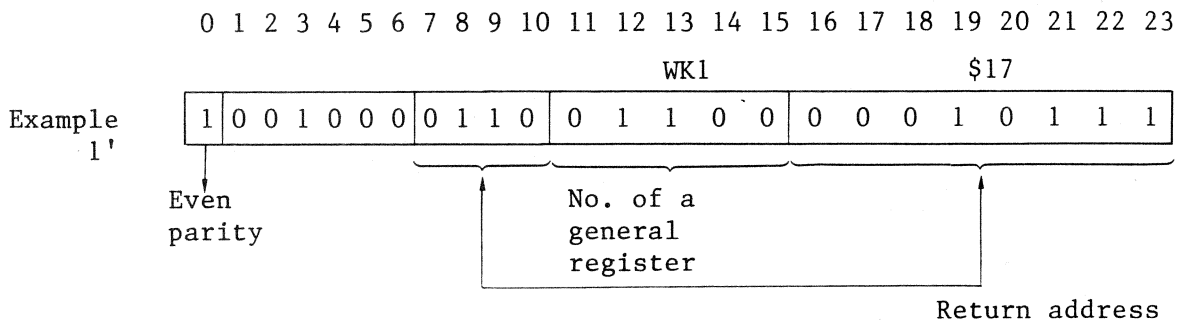 0 1 2 3 4 5 6 7 8 9 10 11 12 13 14 15 16 17 18 19 20 21 22 23
WK1 $17
Example 1 0 0 1 0 0 0 0 1 1 0 0 1 1 0 0 0 0 0 1 0 1 1 1
1'
Even
parity
No. of a
general
register
Return address